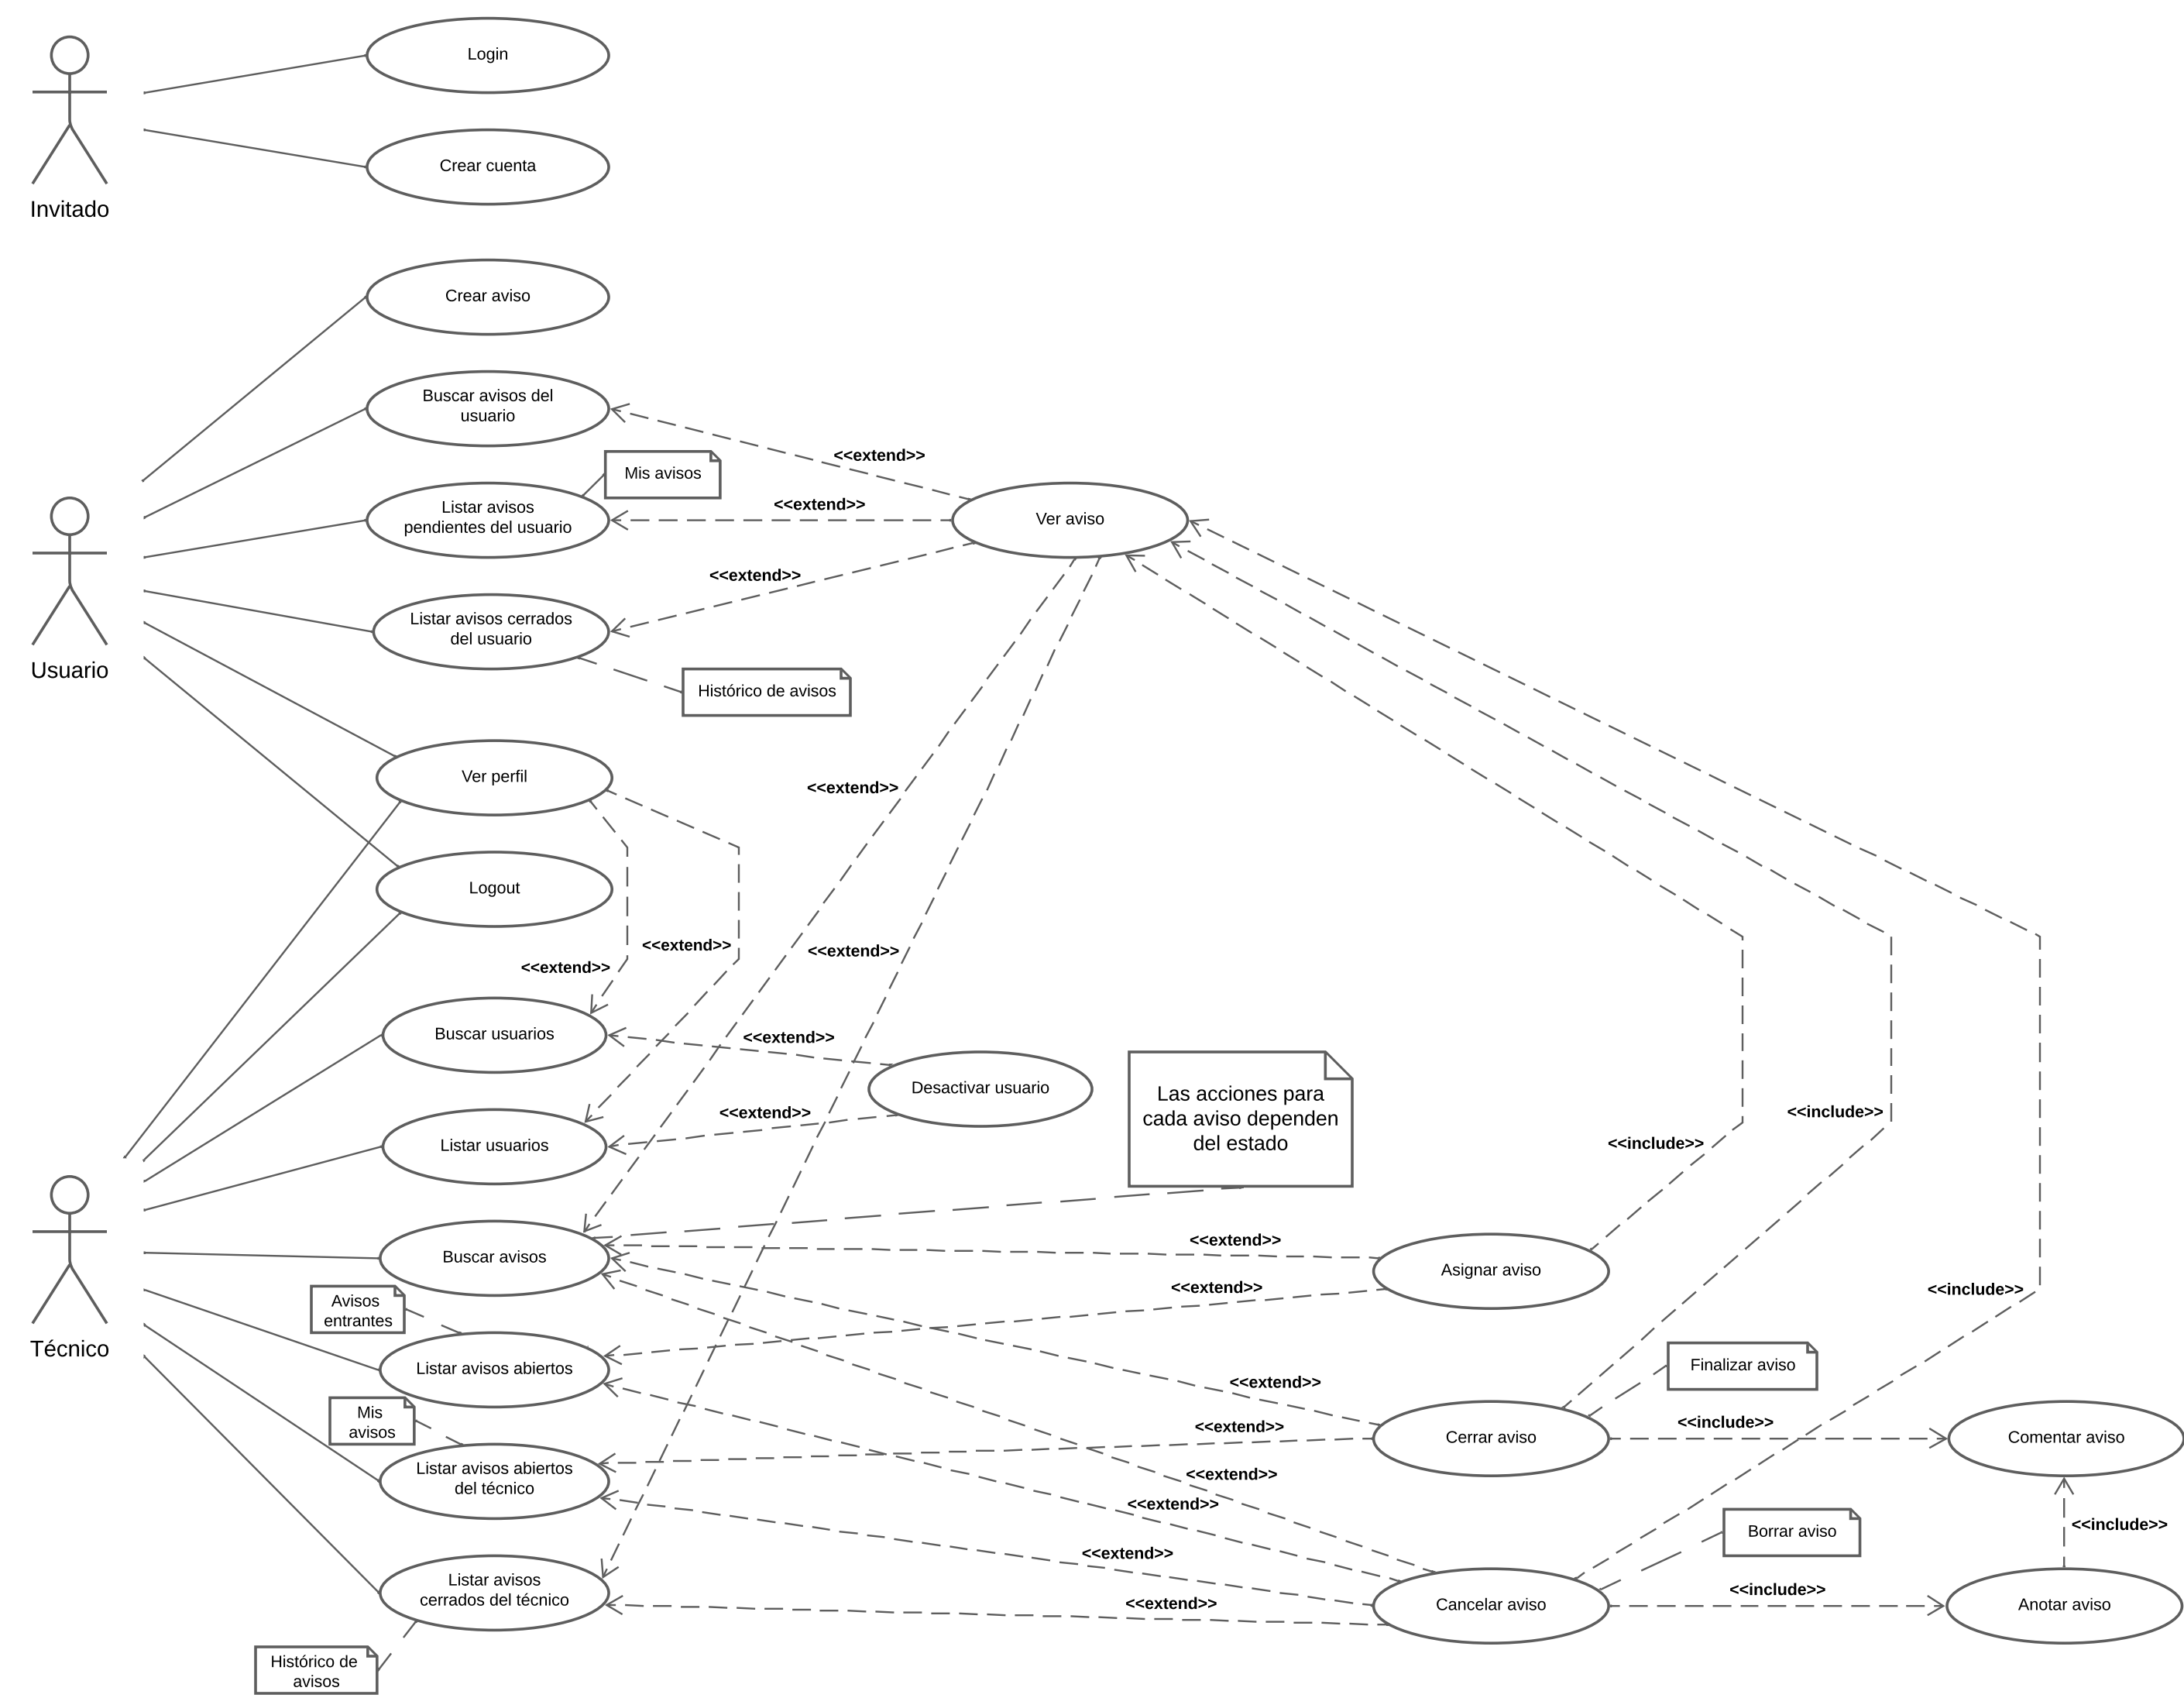 Login
Crear cuenta
Invitado
Crear aviso
Buscar avisos del
usuario
<<extend>>
Mis avisos
Listar avisos
pendientes del usuario
<<extend>>
Ver aviso
<<extend>>
Listar avisos cerrados
del usuario
Usuario
Histórico de avisos
Ver perfil
<<extend>>
Logout
<<extend>>
<<extend>>
<<extend>>
Buscar usuarios
<<extend>>
Desactivar usuario
Las acciones para
cada aviso dependen
del estado
<<extend>>
<<include>>
<<include>>
Listar usuarios
Buscar avisos
<<extend>>
Asignar aviso
<<extend>>
<<include>>
Avisos
entrantes
Técnico
Listar avisos abiertos
<<extend>>
Finalizar aviso
Mis
avisos
<<extend>>
<<include>>
Cerrar aviso
Comentar aviso
Listar avisos abiertos
del técnico
<<extend>>
<<extend>>
Borrar aviso
<<include>>
<<extend>>
Listar avisos
cerrados del técnico
<<extend>>
Cancelar aviso
<<include>>
Anotar aviso
Histórico de
avisos